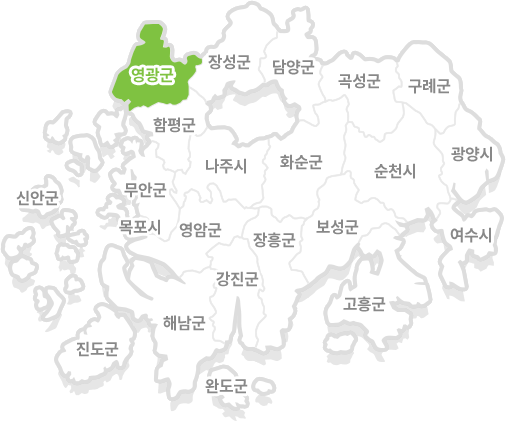 영광군
장성군
담양군
곡성군
구례군
함평군
나주시
화순군
순천시
광양시
신안군
무안군
목포시
영암군
장흥군
보성군
여수시
강진군
고흥군
해남군
진도군
완도군